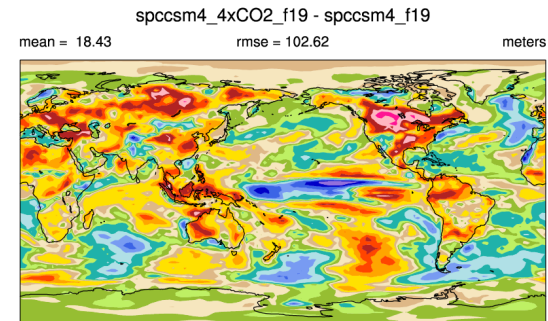 spccsm4_4xCO2_f19 - spccsm4_f19
mean = 18.43 rmse = 102.62 meters